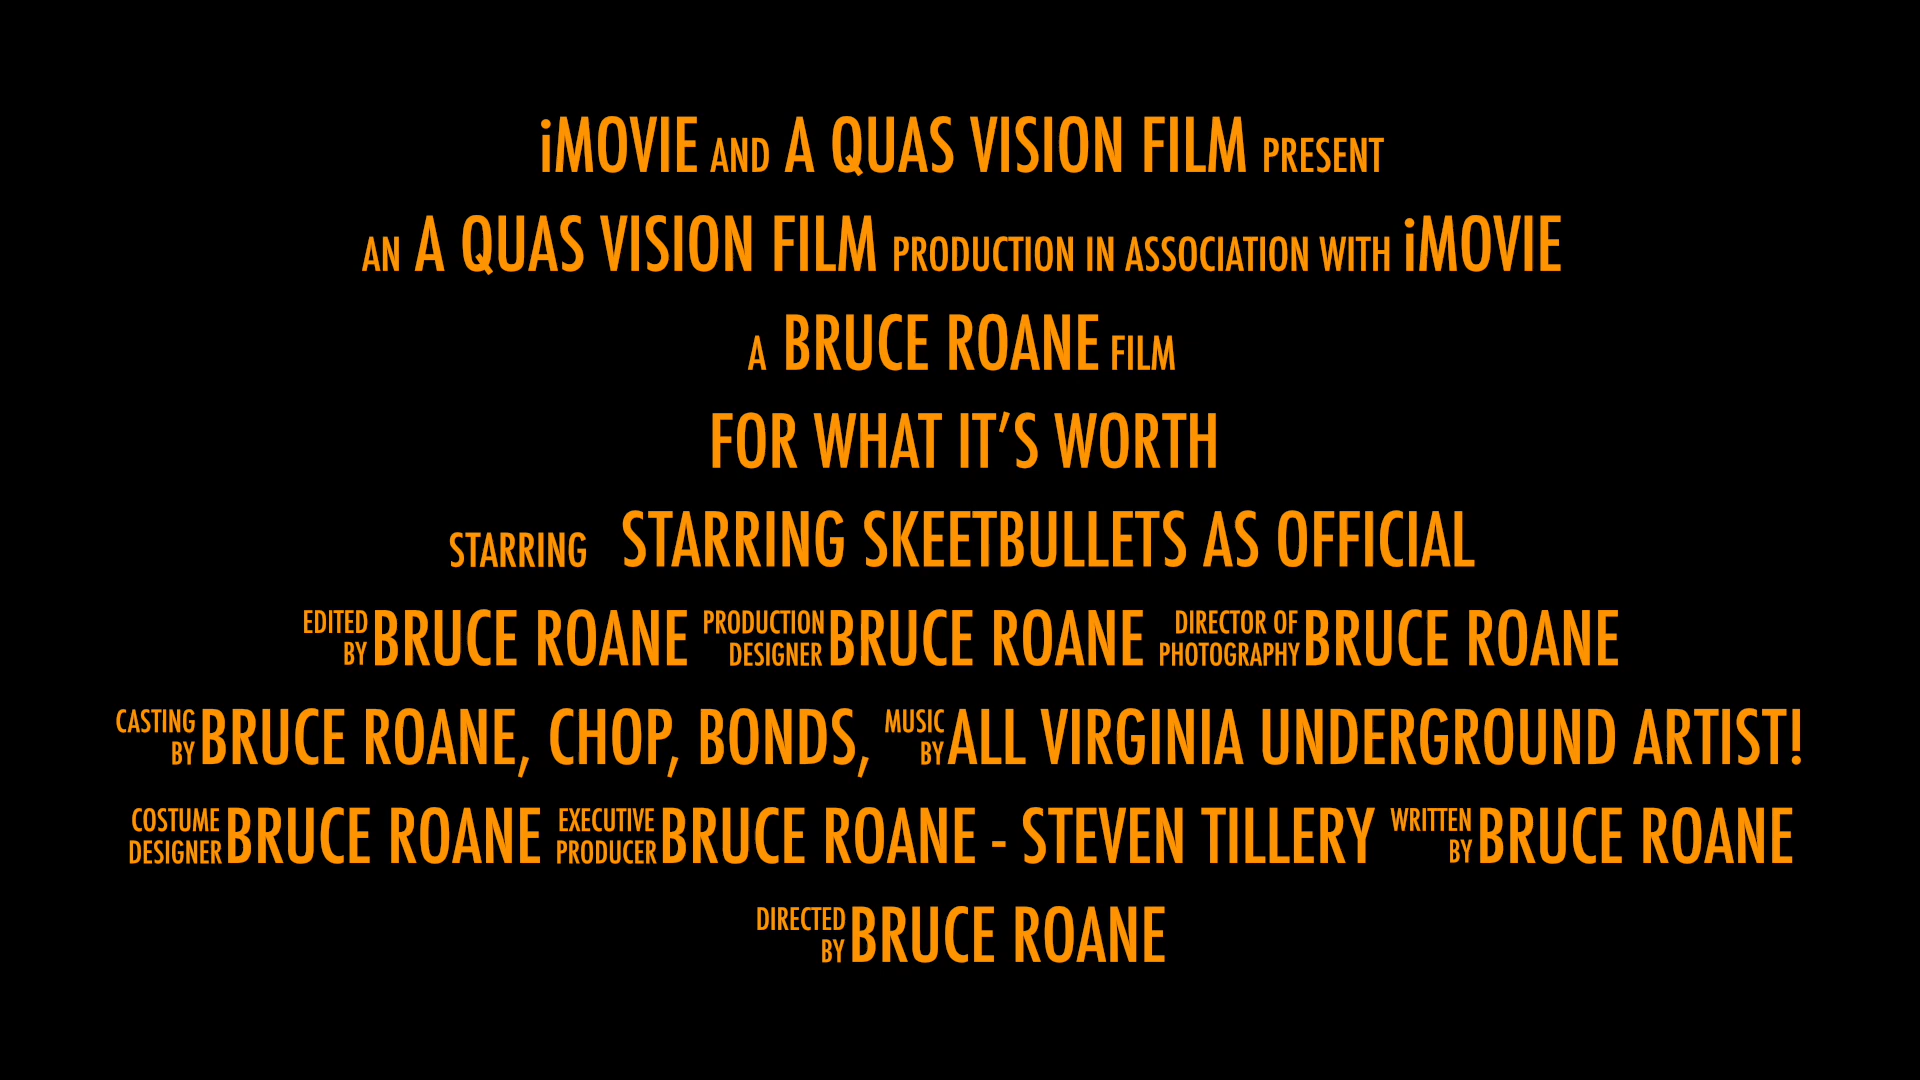 iMOVIE AND A QUAS VISION FILM PRESENT
AN A QUAS VISION FILM PRODUCTION IN ASSOCIATION WITH iMOVIE
A BRUCE ROANE FILM
FOR WHAT IT'S WORTH
STARRING STARRING SKEETBULLETS AS OFFICIAL
EDITED BY BRUCE ROANE PRODUCTION DESIGNER BRUCE ROANE DIRECTOR OF PHOTOGRAPHY BRUCE ROANE
CASTING BY BRUCE ROANE, CHOP, BONDS, MUSIC BY ALL VIRGINIA UNDERGROUND ARTIST!
COSTUME DESIGNER BRUCE ROANE EXECUTIVE PRODUCER BRUCE ROANE - STEVEN TILLERY WRITTEN BY BRUCE ROANE
DIRECTED BY BRUCE ROANE